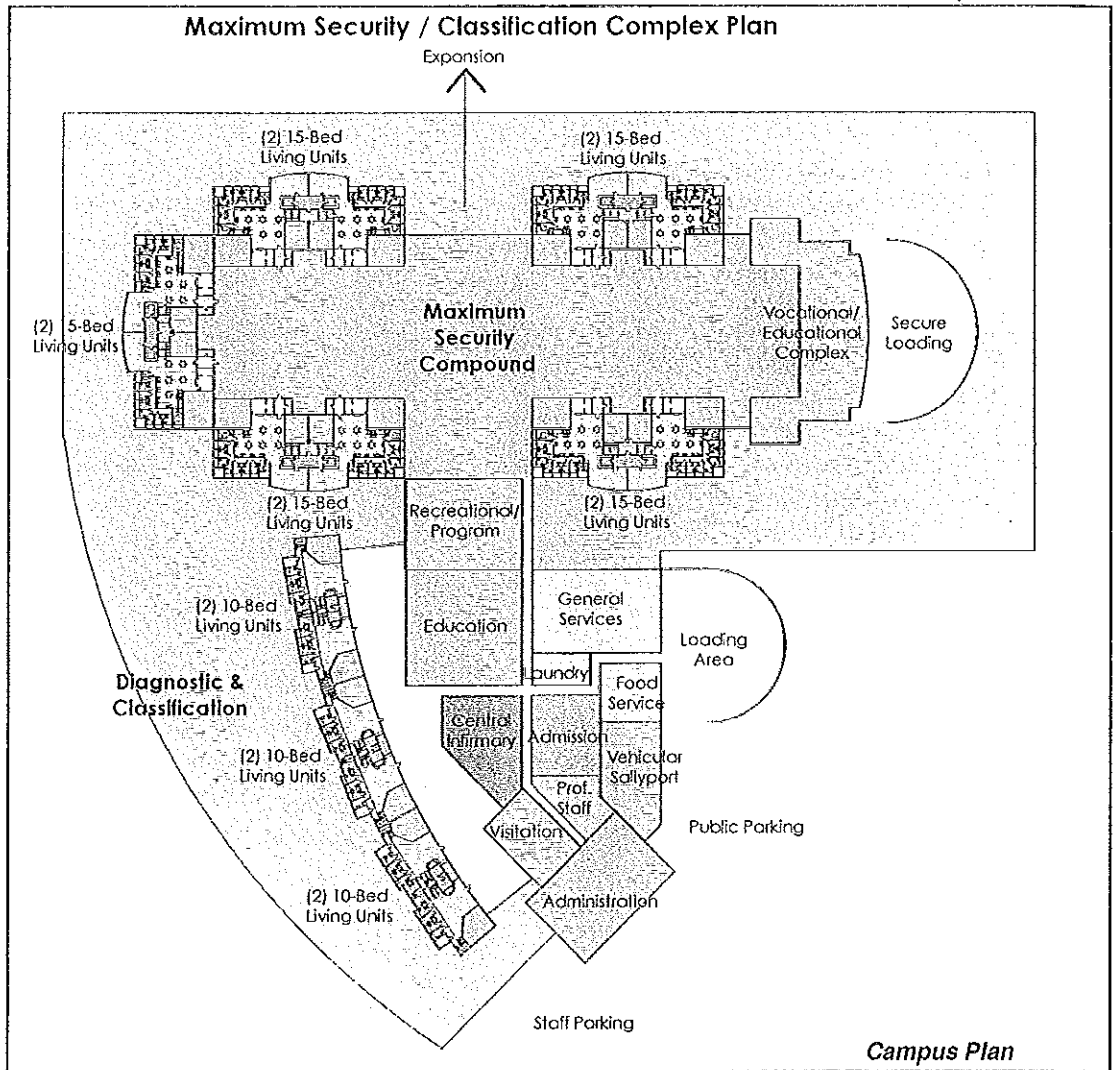 Maximum Security / Classification Complex Plan
Expansion
(2) 15-Bed
Living Units
(2) 15-Bed
Living Units
(2) 15-Bed
Living Units
Maximum
Security
Compound
Vocational/
Educational
Complex
Secure
Loading
(2) 15-Bed
Living Units
(2) 15-Bed
Living Units
Recreational/
Program
(2) 10-Bed
Living Units
Education
General
Services
Loading
Area
Laundry
Diagnostic &
Classification
Food
Service
Central
Infirmary
Admission
(2) 10-Bed
Living Units
Vehicular
Sallyport
Prof.
Staff
Visitation
Public Parking
(2) 10-Bed
Living Units
Administration
Staff Parking
Campus Plan